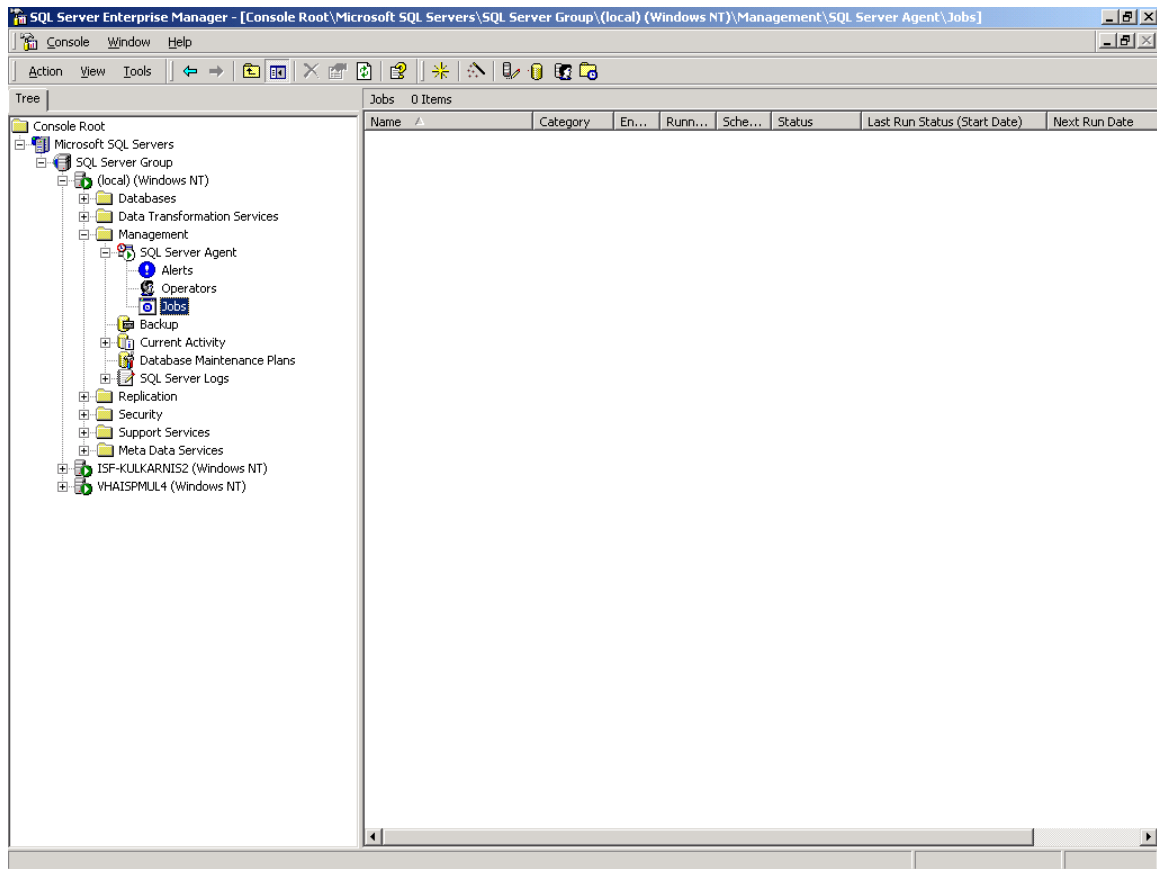 SQL Server Enterprise Manager - [Console Root\Microsoft SQL Servers\SQL Server Group\(local) (Windows NT)\Management\SQL Server Agent\Jobs]
Console Window Help
Action View Tools
Tree
Jobs 0 Items
Name Category En... Runn... Sche... Status Last Run Status (Start Date) Next Run Date
Console Root
Microsoft SQL Servers
SQL Server Group
(local) (Windows NT)
Databases
Data Transformation Services
Management
SQL Server Agent
Alerts
Operators
Jobs
Backup
Current Activity
Database Maintenance Plans
SQL Server Logs
Replication
Security
Support Services
Meta Data Services
ISF-KULKARNIS2 (Windows NT)
VHAISPMUL4 (Windows NT)